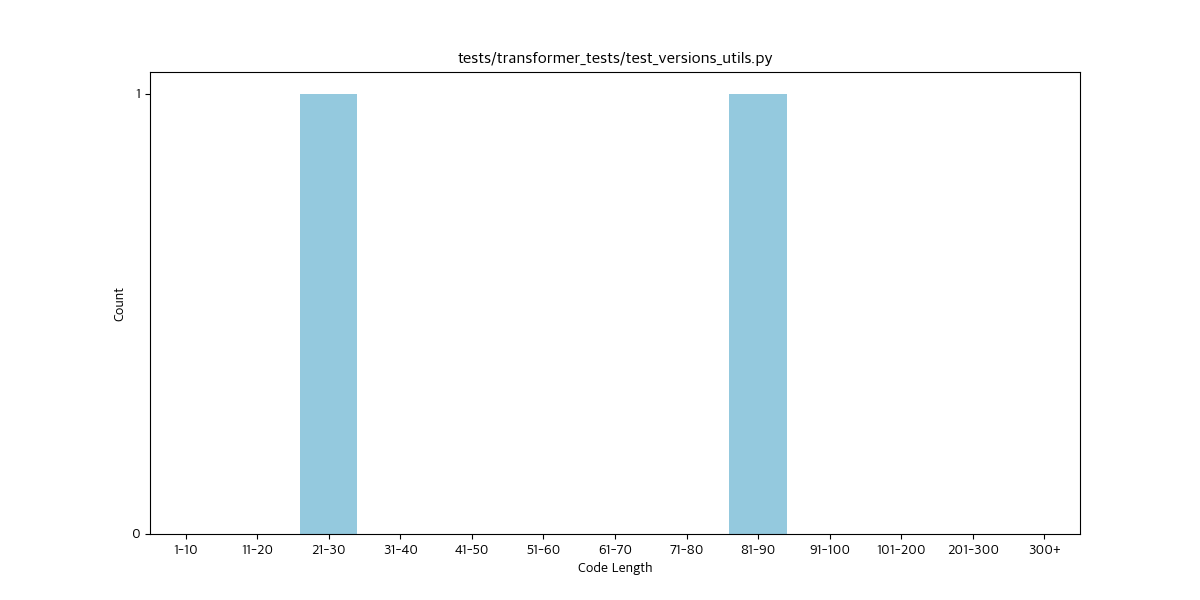 tests/transformer_tests/test_versions_utils.py
1
Count
0
1-10 11-20 21-30 31-40 41-50 51-60 61-70 71-80 81-90 91-100 101-200 201-300 300+
Code Length